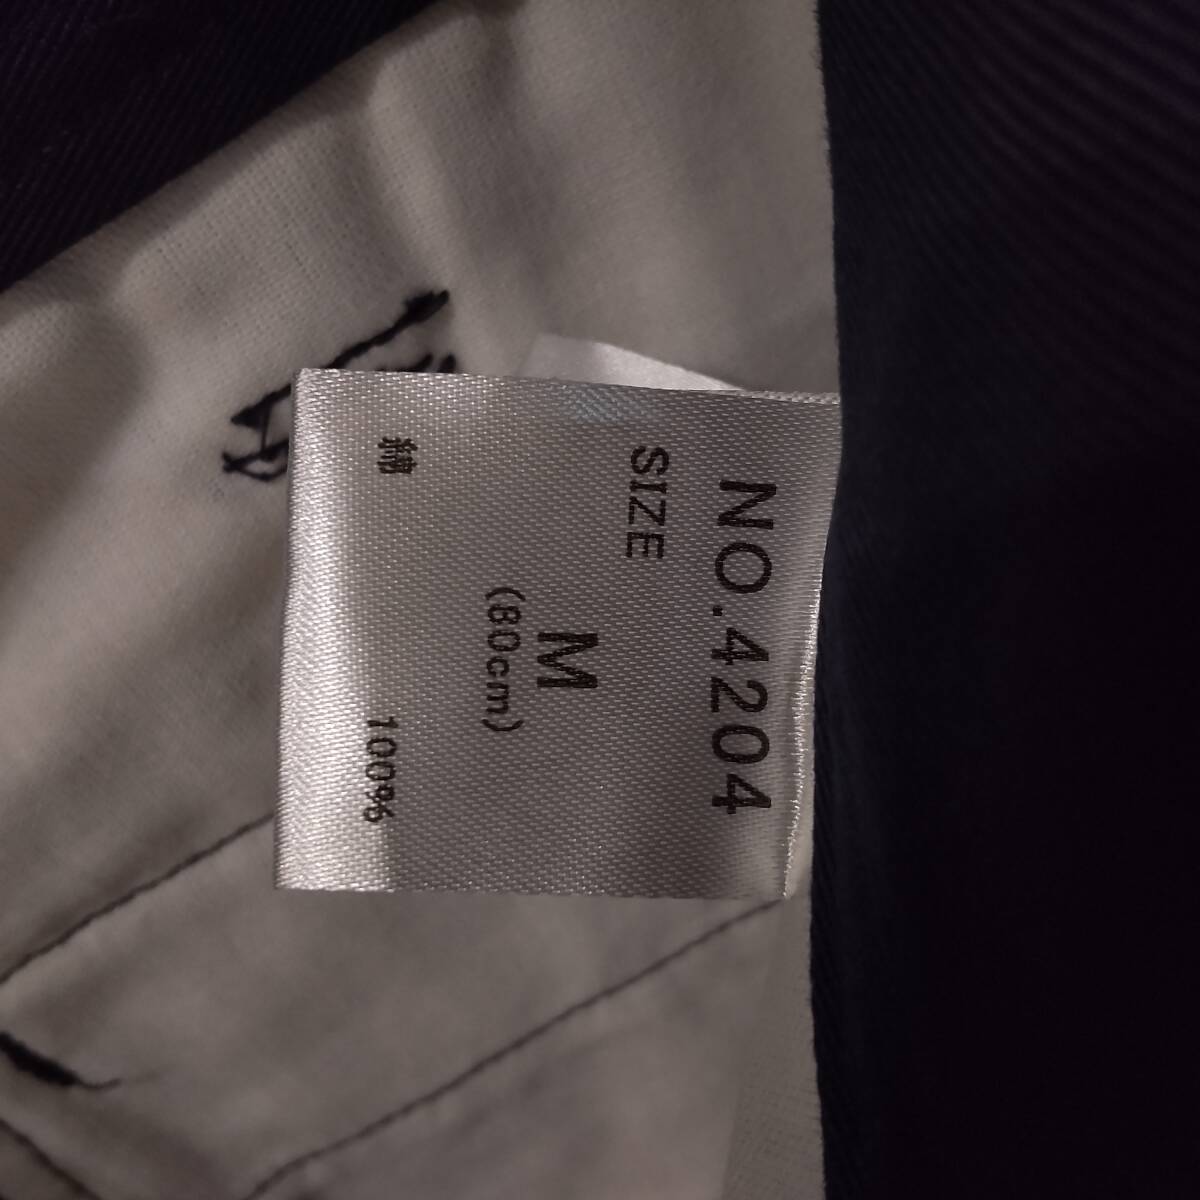 NO.4204
SIZE
M
(80cm)
綿 100%